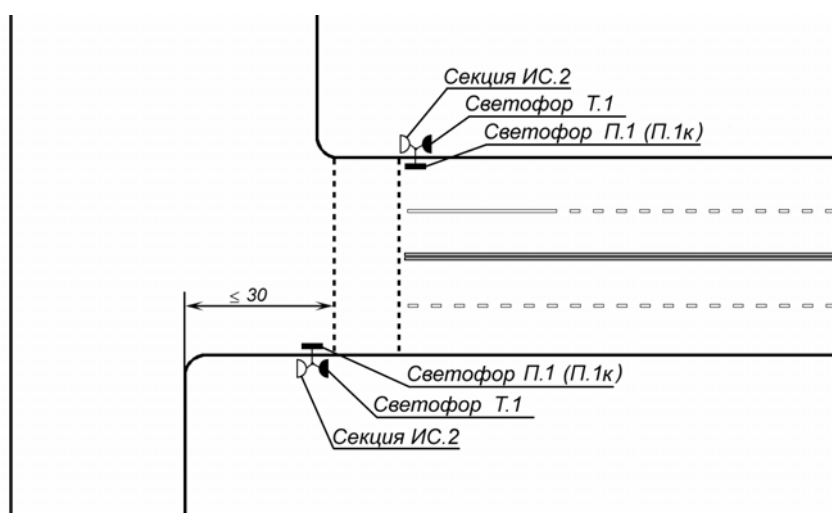 Секция ИС.2
Светофор Т.1
Светофор П.1 (П.1к)
≤ 30
Светофор П.1 (П.1к)
Светофор Т.1
Секция ИС.2